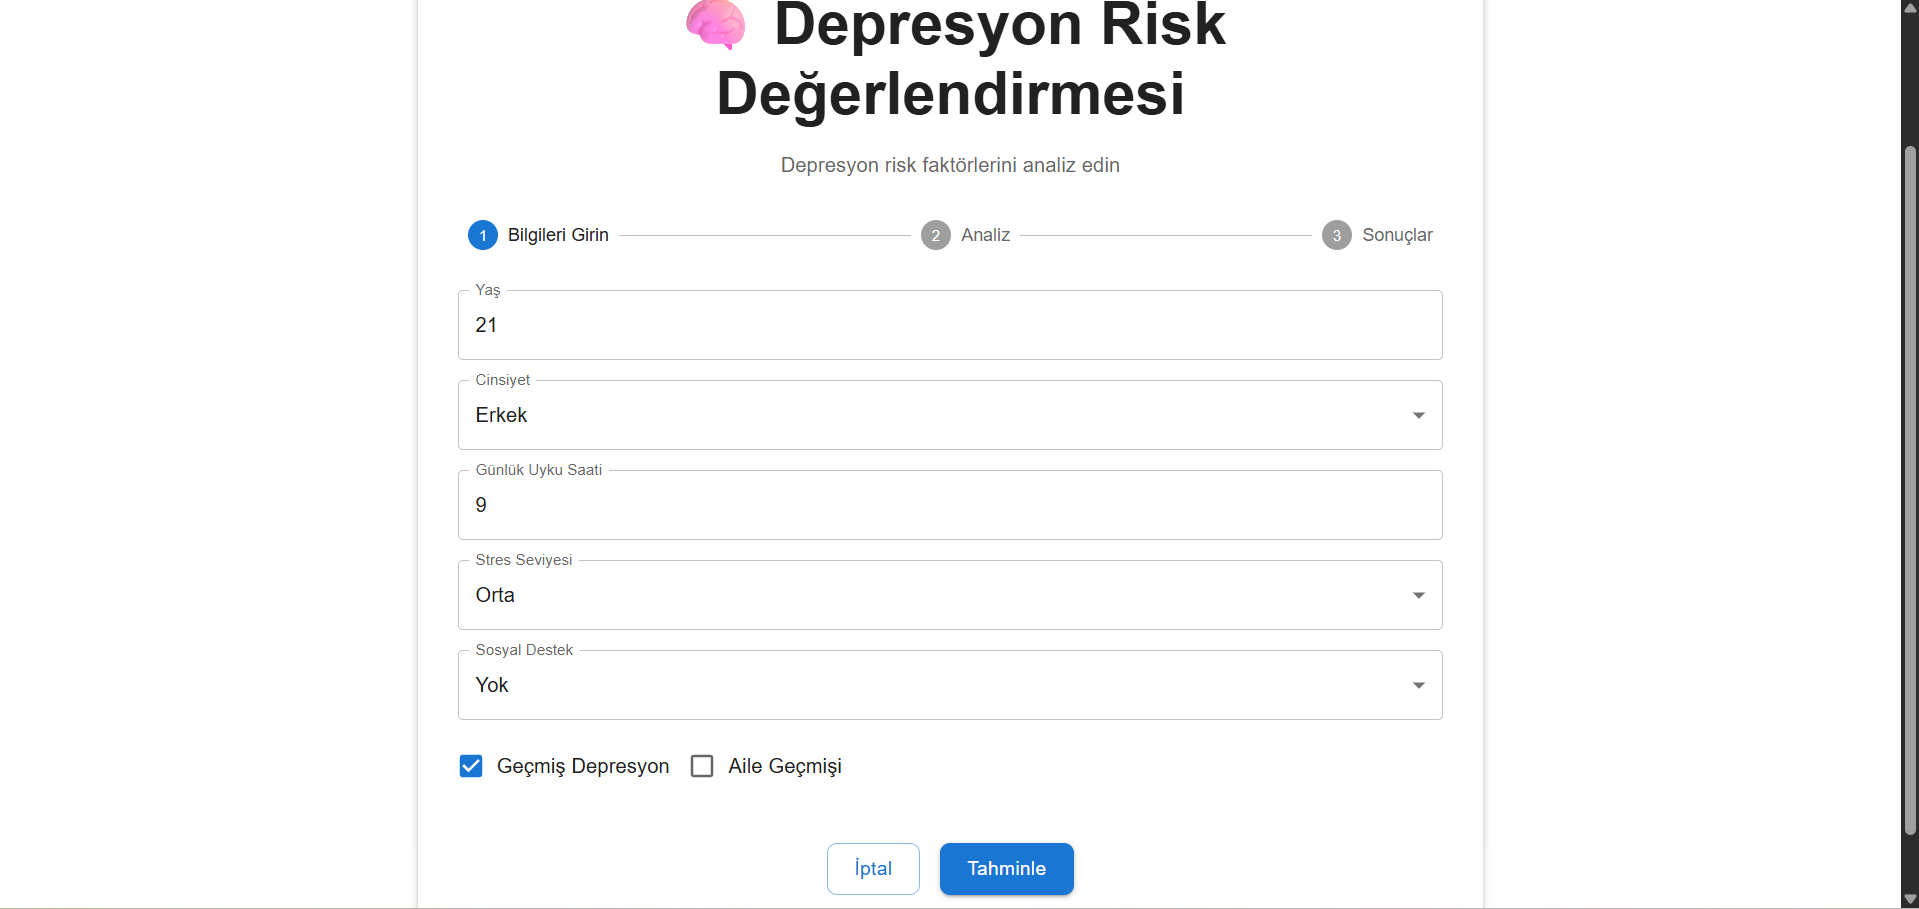 Depresyon Risk
Değerlendirmesi
Depresyon risk faktörlerini analiz edin
1 Bilgileri Girin 2 Analiz 3 Sonuçlar
Yaş
21
Cinsiyet
Erkek
Günlük Uyku Saati
9
Stres Seviyesi
Orta
Sosyal Destek
Yok
Geçmiş Depresyon Aile Geçmişi
İptal Tahminle